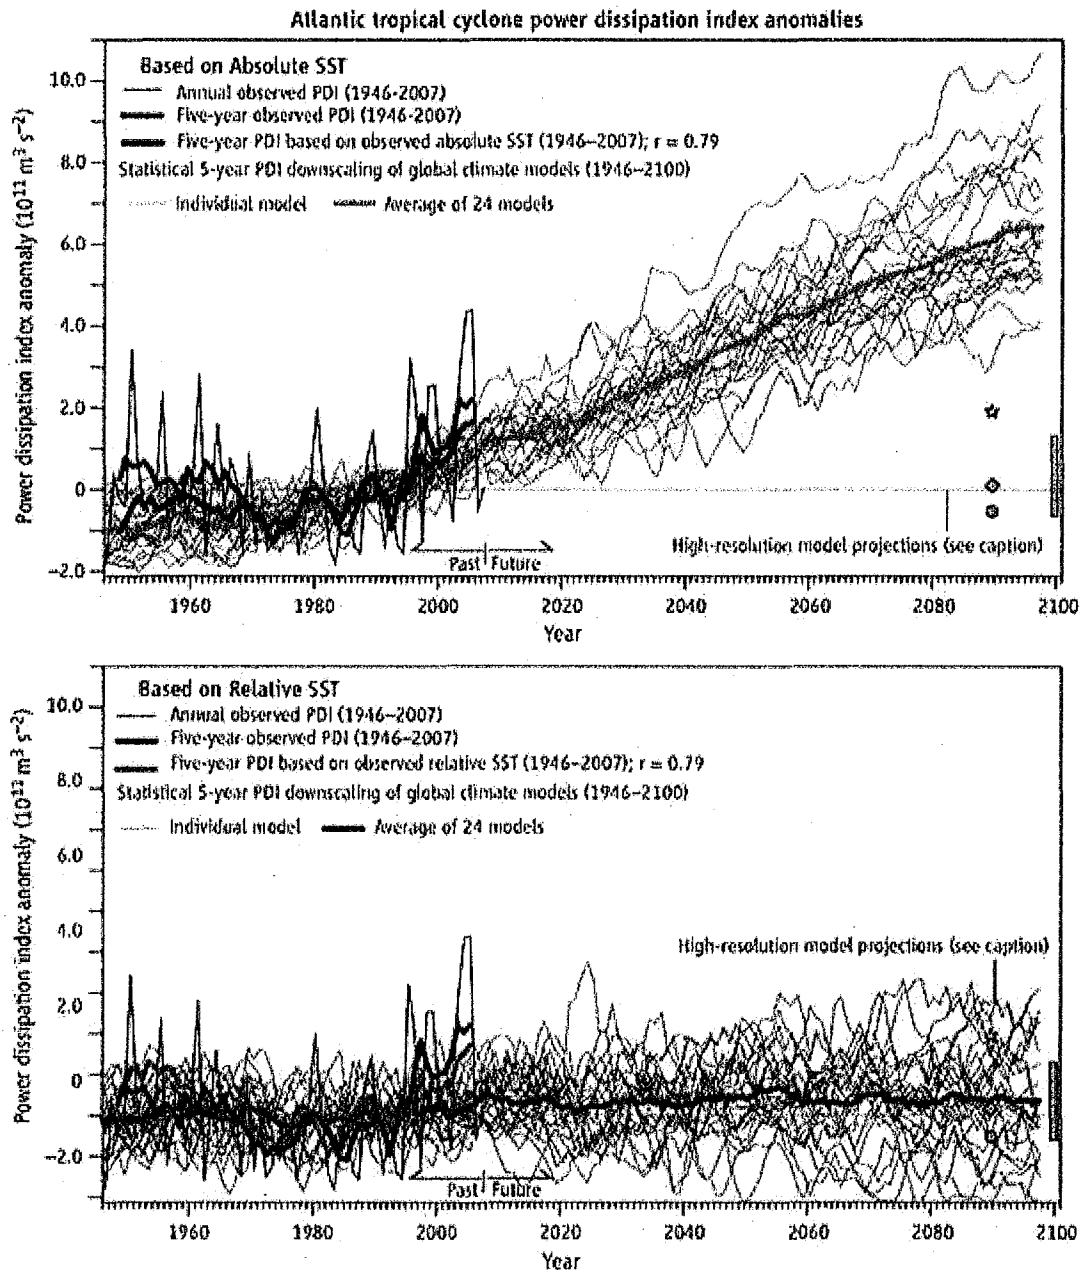 Atlantic tropical cyclone power dissipation index anomalies
Based on Absolute SST
Annual observed PDI (1946-2007)
Five-year observed PDI (1946-2007)
Five-year PDI based on observed absolute SST (1946–2007); r = 0.79
Statistical 5-year PDI downscaling of global climate models (1946–2100)
Individual model
Average of 24 models
Power dissipation index anomaly (10¹¹ m³ s⁻²)
10.0
8.0
6.0
4.0
2.0
0
–2.0
High-resolution model projections (see caption)
Past
Future
1960
1980
2000
2020
2040
2060
2080
2100
Year
Based on Relative SST
Annual observed PDI (1946–2007)
Five-year observed PDI (1946–2007)
Five-year PDI based on observed relative SST (1946–2007); r = 0.79
Statistical 5-year PDI downscaling of global climate models (1946–2100)
Individual model
Average of 24 models
Power dissipation index anomaly (10¹¹ m³ s⁻²)
10.0
8.0
6.0
4.0
2.0
0
–2.0
High-resolution model projections (see caption)
Past
Future
1960
1980
2000
2020
2040
2060
2080
2100
Year